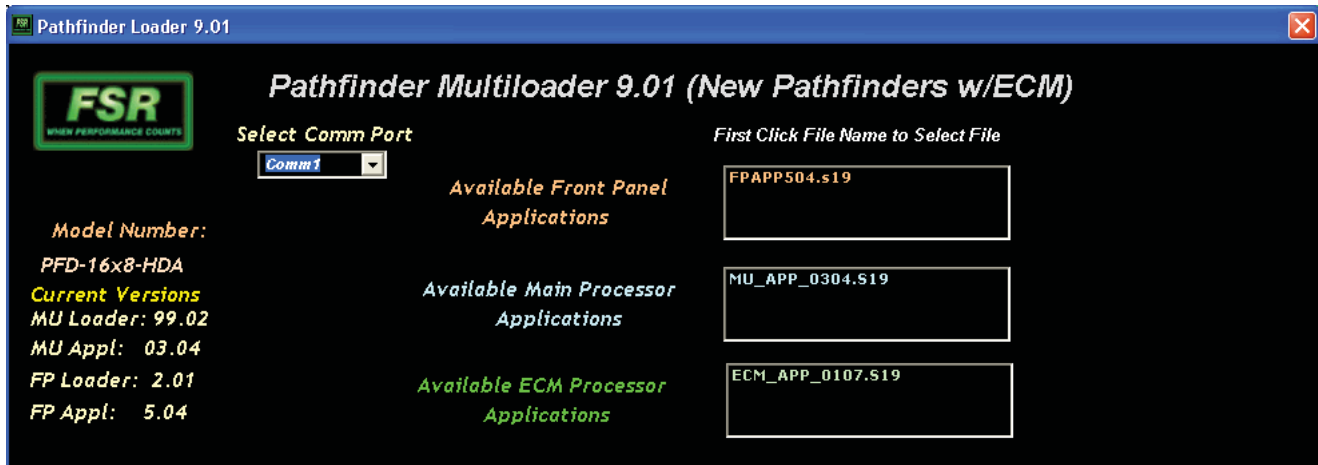 Pathfinder Loader 9.01
FSR
WHEN PERFORMANCE COUNTS
Pathfinder Multiloader 9.01 (New Pathfinders w/ECM)
Select Comm Port
Comm1
First Click File Name to Select File
Available Front Panel
Applications
FPAPP504.s19
Model Number:
PFD-16x8-HDA
Current Versions
MU Loader: 99.02
MU Appl: 03.04
FP Loader: 2.01
FP Appl: 5.04
Available Main Processor
Applications
MU_APP_0304.S19
Available ECM Processor
Applications
ECM_APP_0107.S19